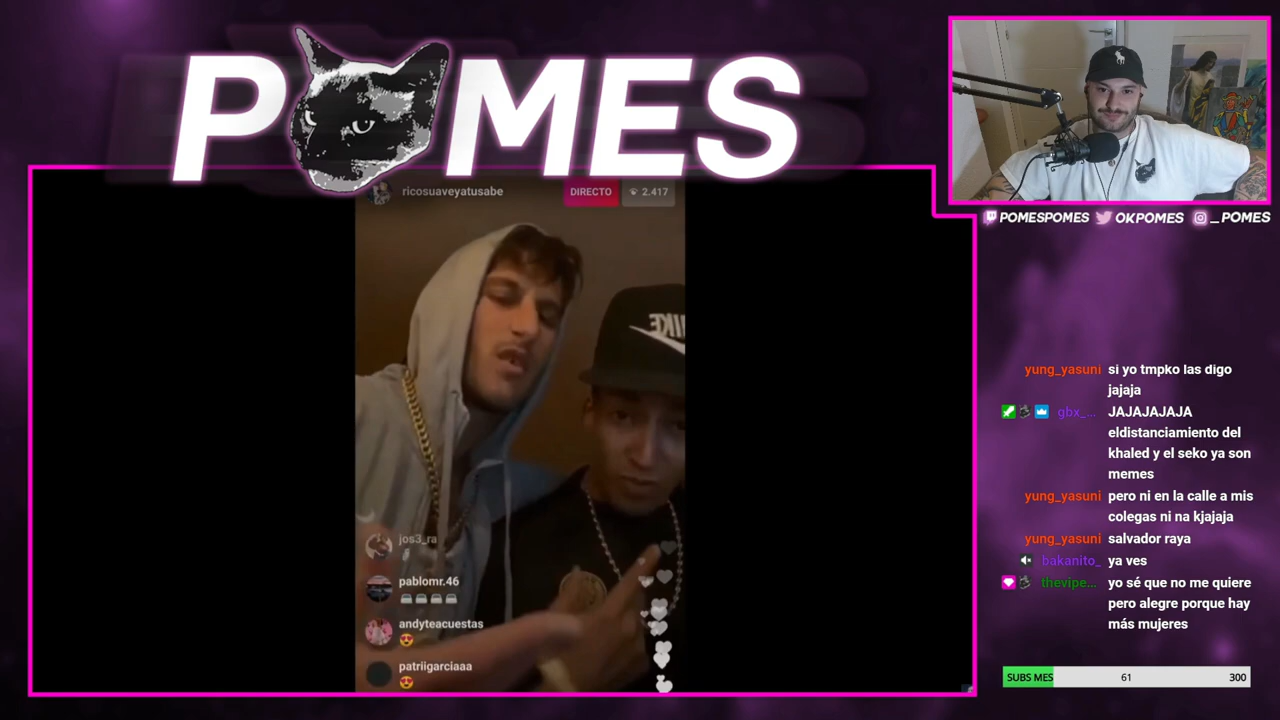 POMES
ricosuaveyatusabe
DIRECTO
2.417
NIKE
jos3_ra
pablomr.46
andyteacuestas
patriigarciaaa
POMESPOMES
OKPOMES
_POMES
yung_yasuni si yo tmpko las digo
jajaja
gbx_... JAJAJAJAJA
eldistanciamiento del
khaled y el seko ya son
memes
yung_yasuni pero ni en la calle a mis
colegas ni na kjajaja
yung_yasuni salvador raya
bakanito_ ya ves
thevipe... yo sé que no me quiere
pero alegre porque hay
más mujeres
SUBS MES 61 300